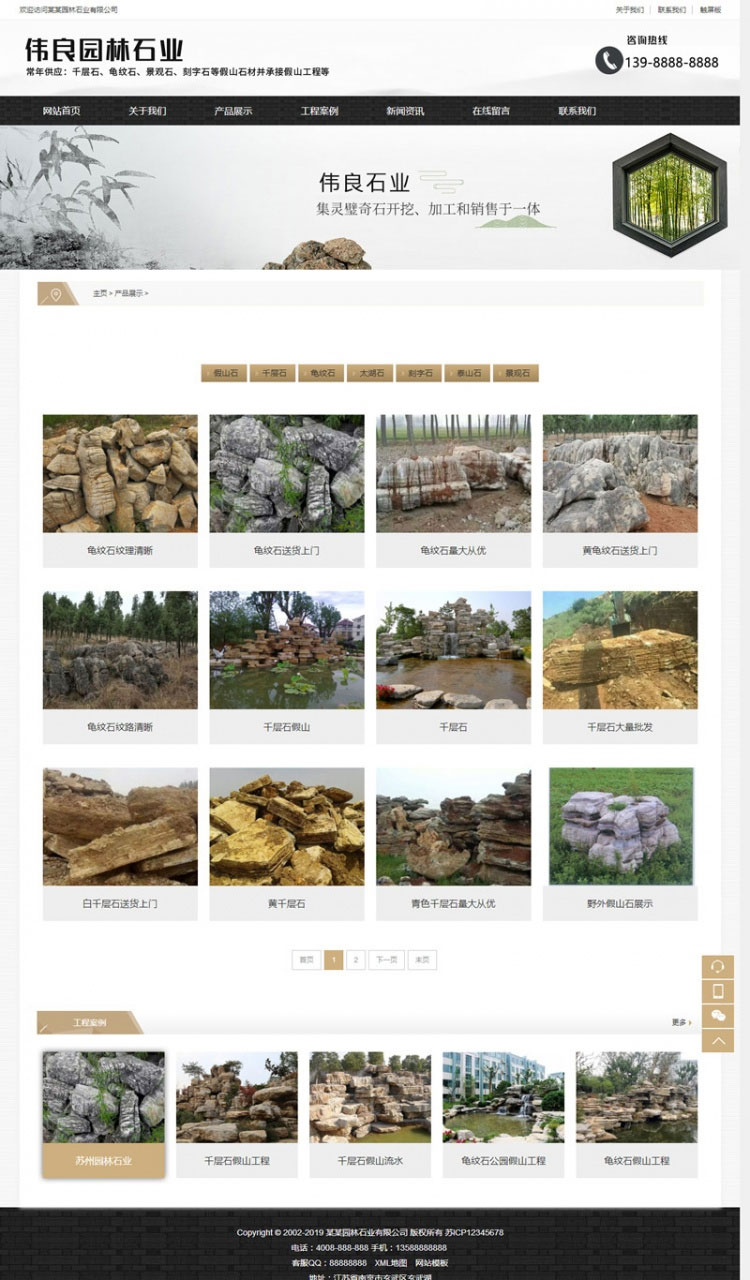 欢迎访问某某园林石业有限公司
关于我们 | 联系我们 | 触屏板
伟良园林石业
常年供应：千层石、龟纹石、景观石、刻字石等假山石材并承接假山工程等
咨询热线
139-8888-8888
网站首页 关于我们 产品展示 工程案例 新闻资讯 在线留言 联系我们
伟良石业
集灵璧奇石开挖、加工和销售于一体
主页 > 产品展示 >
假山石 千层石 龟纹石 太湖石 刻字石 泰山石 景观石
龟纹石纹理清晰 龟纹石送货上门 龟纹石量大从优 黄龟纹石送货上门
龟纹石纹路清晰 千层石假山 千层石 千层石大量批发
白千层石送货上门 黄千层石 青色千层石量大从优 野外假山石展示
首页 1 2 下一页 末页
工程案例 更多 ›
苏州园林石业 千层石假山工程 千层石假山流水 龟纹石公园假山工程 龟纹石假山工程
Copyright © 2002-2019 某某园林石业有限公司 版权所有 苏ICP12345678
电话：4008-888-888 手机：13588888888
客服QQ：88888888 XML地图 网站模板
地址：江苏省南京市玄武区玄武湖